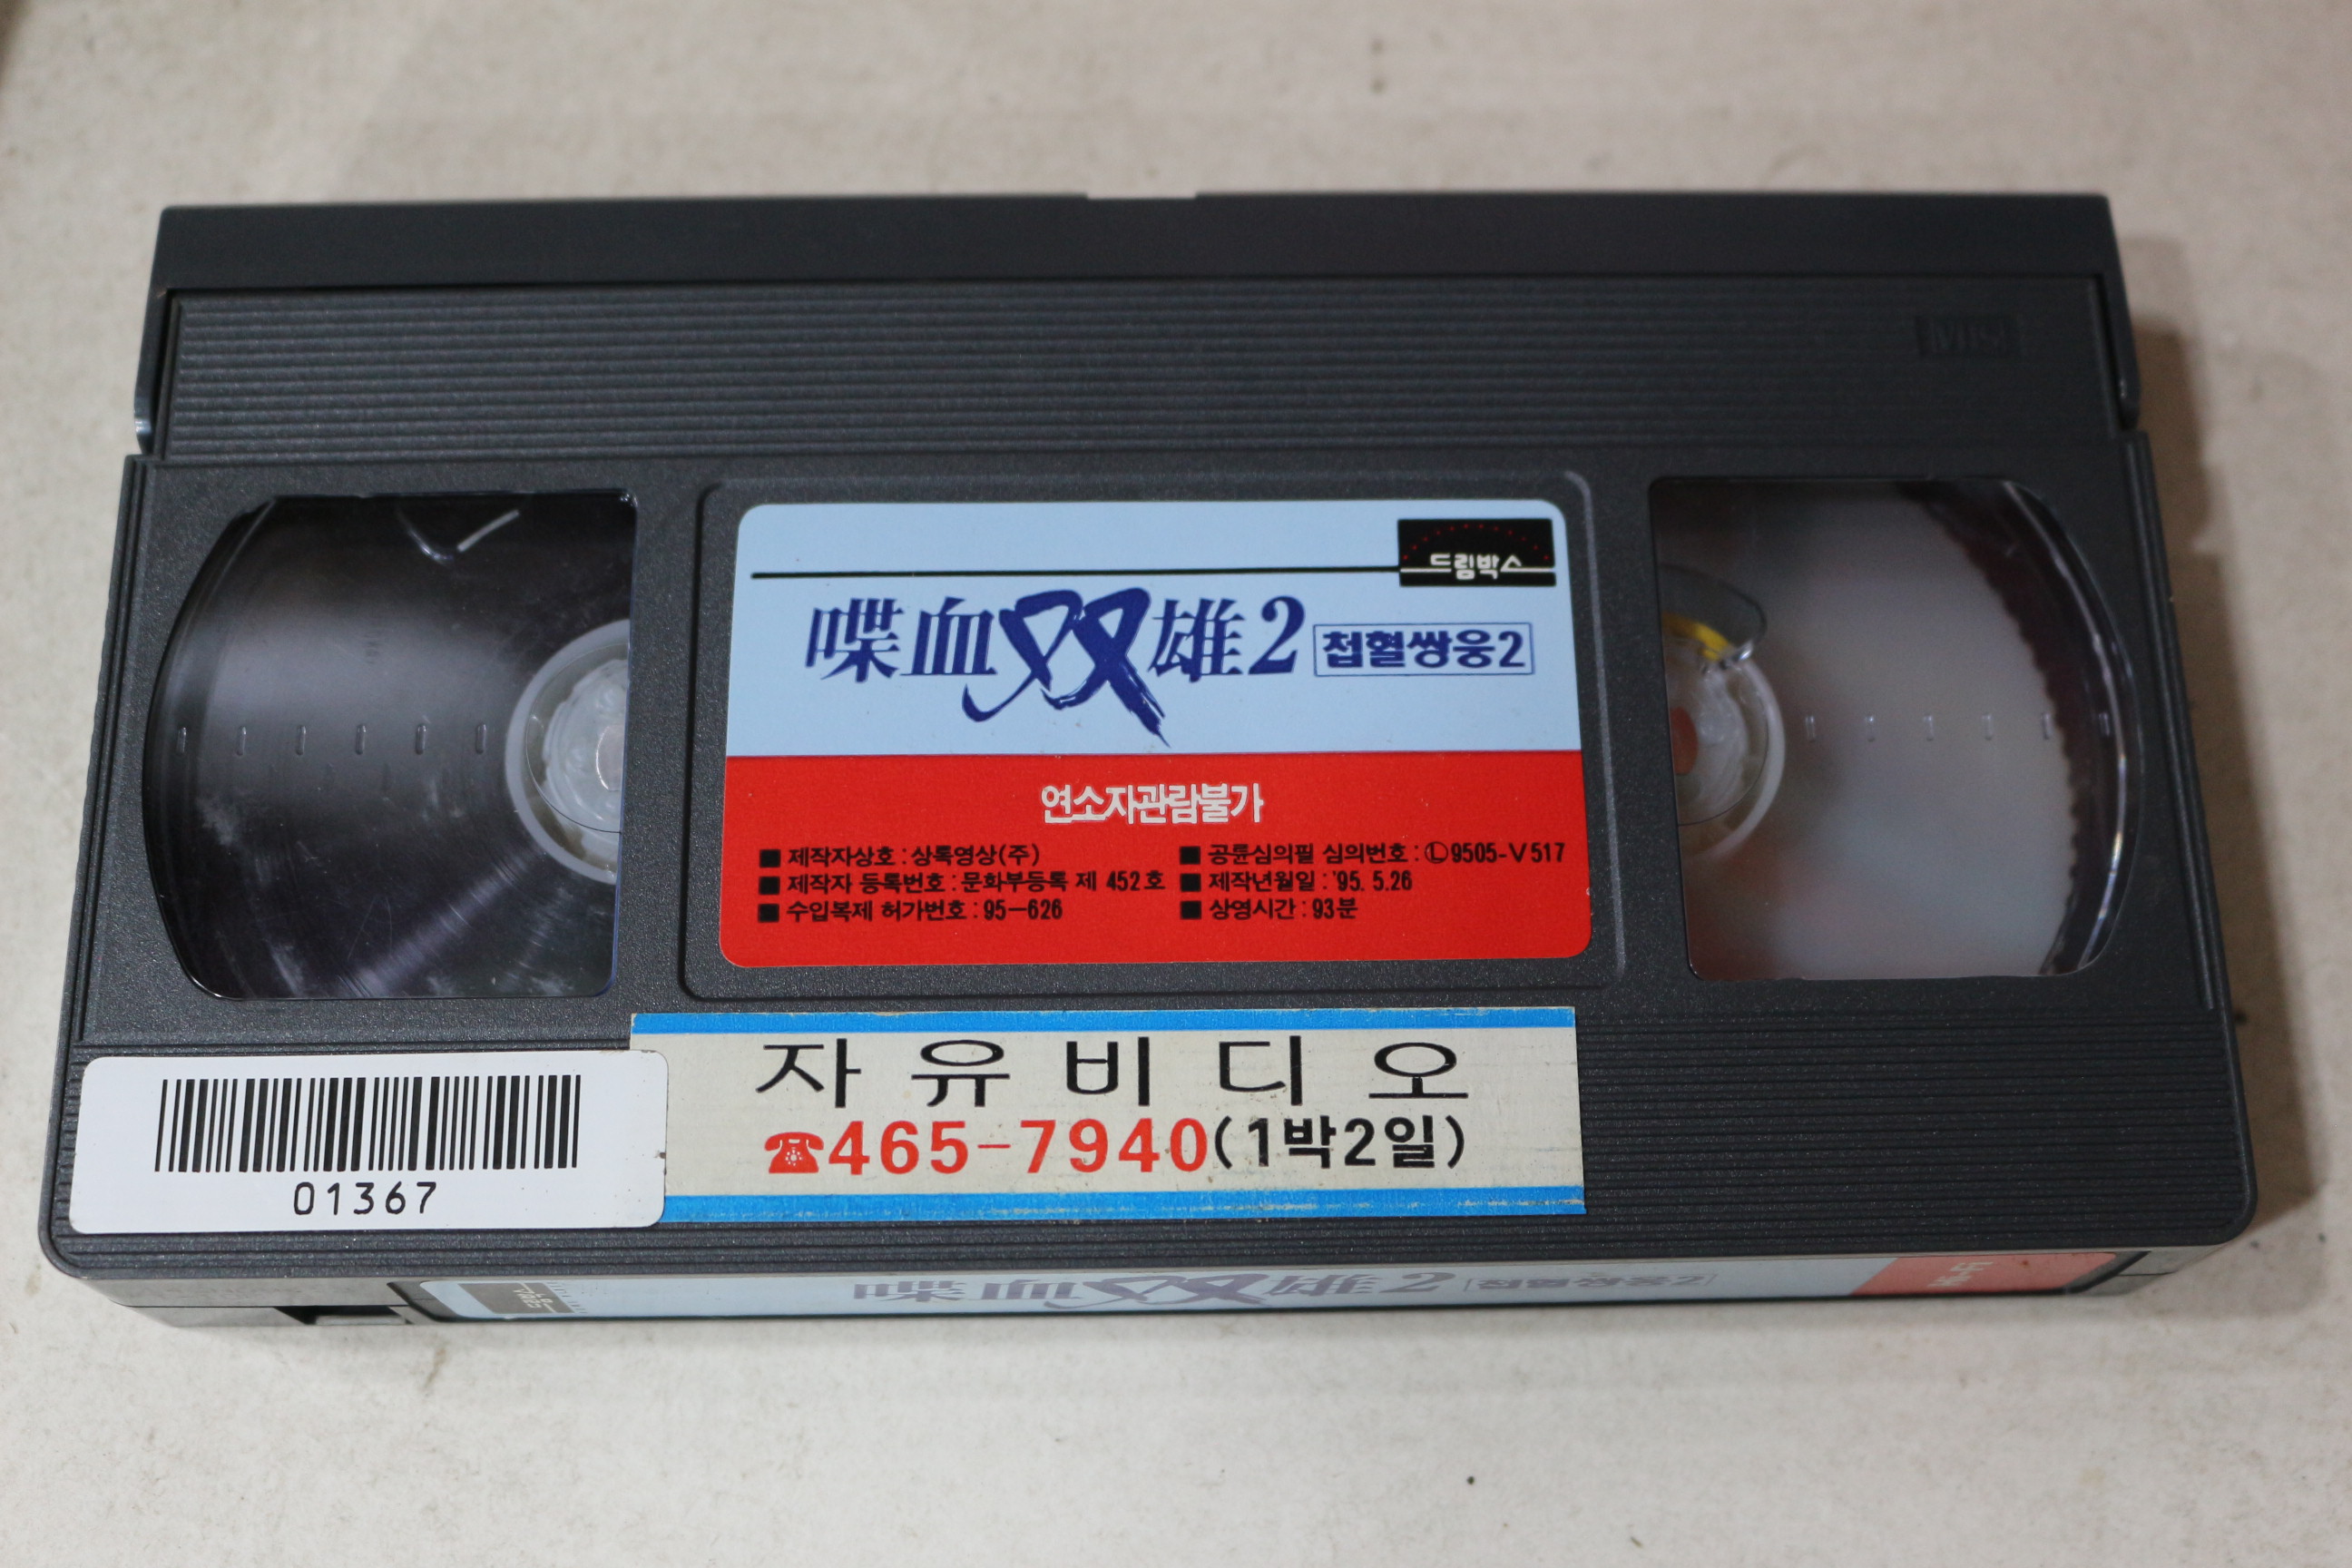 VHS
드림박스
喋血双雄2 첩혈쌍웅2
연소자관람불가
■ 제작자상호 : 상록영상(주)
■ 제작자 등록번호 : 문화부등록 제 452호
■ 수입복제 허가번호 : 95-626
■ 공륜심의필 심의번호 : Ⓛ9505-V517
■ 제작년월일 : '95. 5.26
■ 상영시간 : 93분
자유비디오
☎465-7940(1박2일)
01367
喋血双雄2 첩혈쌍웅2